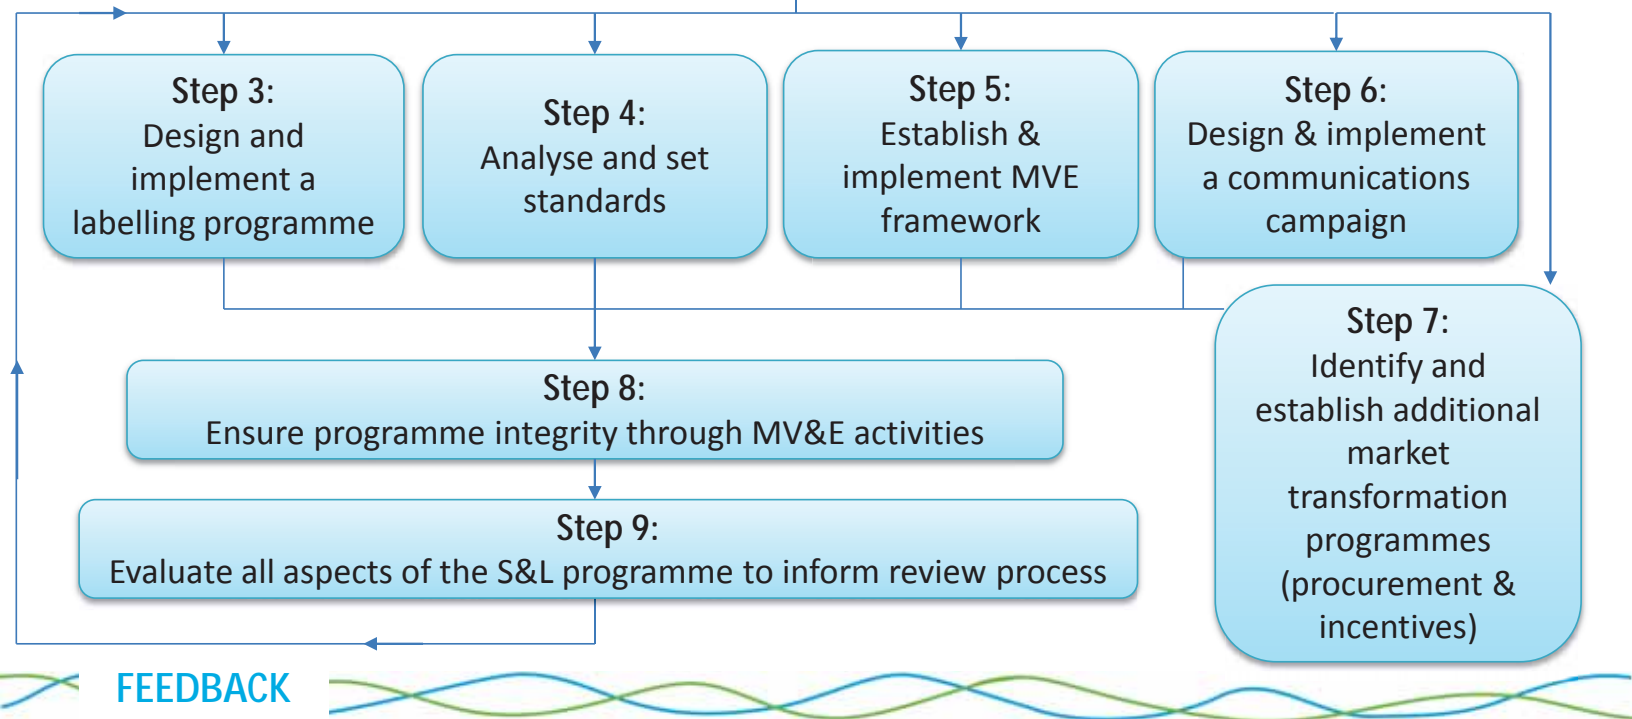 Step 3:
Design and
implement a
labelling programme
Step 4:
Analyse and set
standards
Step 5:
Establish &
implement MVE
framework
Step 6:
Design & implement
a communications
campaign
Step 7:
Identify and
establish additional
market
transformation
programmes
(procurement &
incentives)
Step 8:
Ensure programme integrity through MV&E activities
Step 9:
Evaluate all aspects of the S&L programme to inform review process
FEEDBACK